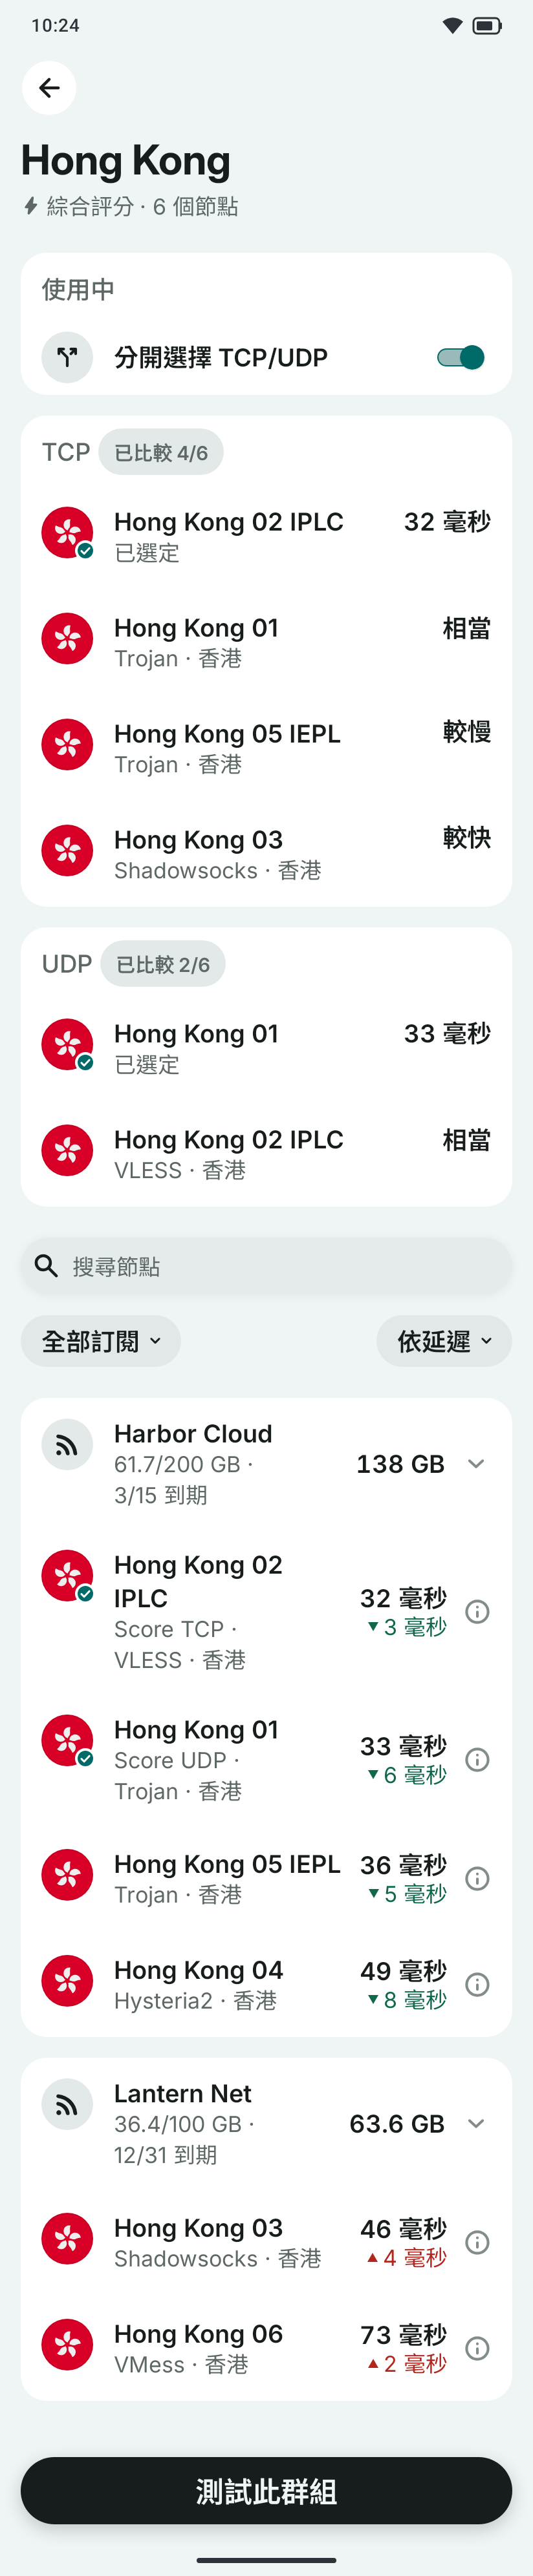 10:24
Hong Kong
綜合評分 · 6 個節點
使用中
分開選擇 TCP/UDP
TCP 已比較 4/6
Hong Kong 02 IPLC 32 毫秒
已選定
Hong Kong 01 相當
Trojan · 香港
Hong Kong 05 IEPL 較慢
Trojan · 香港
Hong Kong 03 較快
Shadowsocks · 香港
UDP 已比較 2/6
Hong Kong 01 33 毫秒
已選定
Hong Kong 02 IPLC 相當
VLESS · 香港
搜尋節點
全部訂閱 依延遲
Harbor Cloud
61.7/200 GB · 138 GB
3/15 到期
Hong Kong 02
IPLC 32 毫秒
Score TCP · ▼3 毫秒
VLESS · 香港
Hong Kong 01 33 毫秒
Score UDP · ▼6 毫秒
Trojan · 香港
Hong Kong 05 IEPL 36 毫秒
Trojan · 香港 ▼5 毫秒
Hong Kong 04 49 毫秒
Hysteria2 · 香港 ▼8 毫秒
Lantern Net
36.4/100 GB · 63.6 GB
12/31 到期
Hong Kong 03 46 毫秒
Shadowsocks · 香港 ▲4 毫秒
Hong Kong 06 73 毫秒
VMess · 香港 ▲2 毫秒
測試此群組